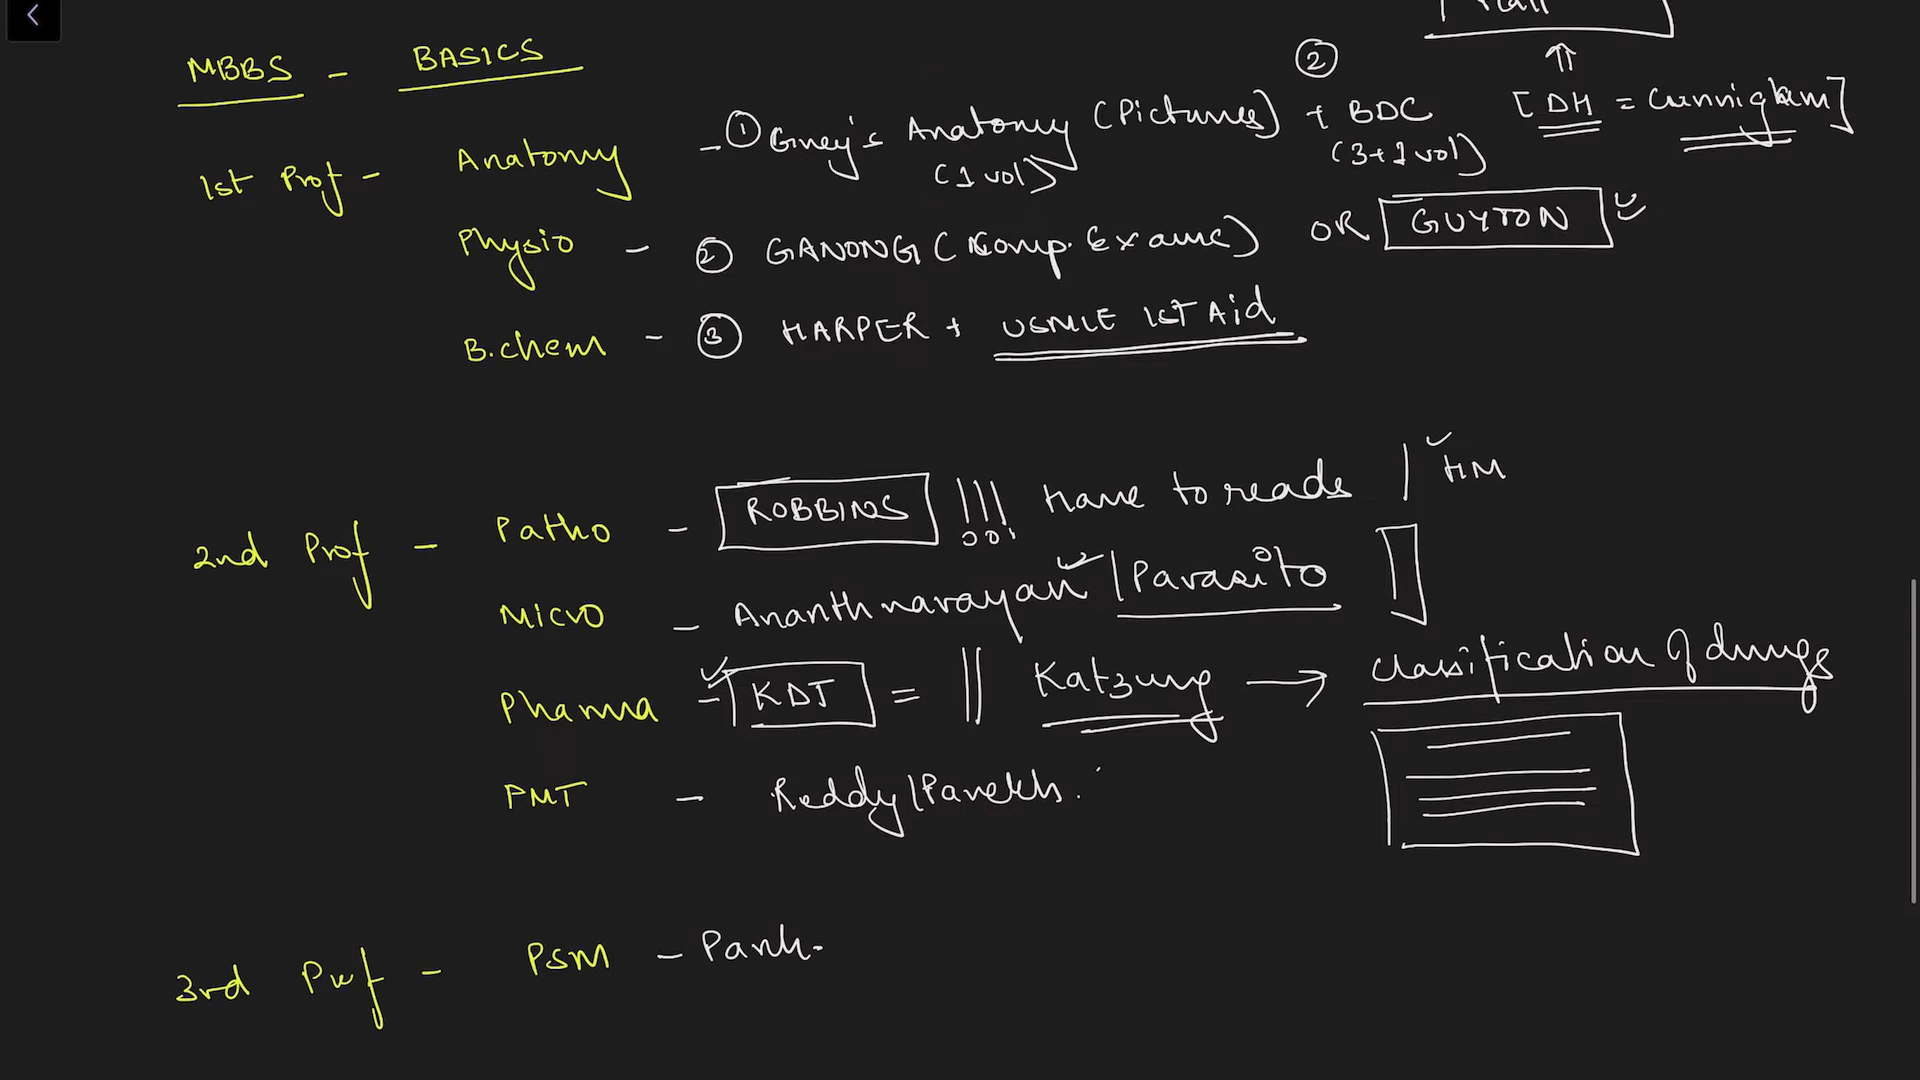 MBBS - BASICS
1st Prof - Anatomy - ① Grey's Anatomy (Pictures) + ② BDC [DH = Cunnigham]
(1 vol) (3+1 vol)
Physio - ② GANONG (Comp. Exams) OR GUYTON
B.chem - ③ HARPER + USMLE 1ST Aid
2nd Prof - Patho - ROBBINS !!! Have to reads | HM
Micro - Ananthnarayan | Parasito
Pharma - KDT = || Katzung → classification of drugs
FMT - Reddy | Parekh.
3rd Prof - PSM - Park.